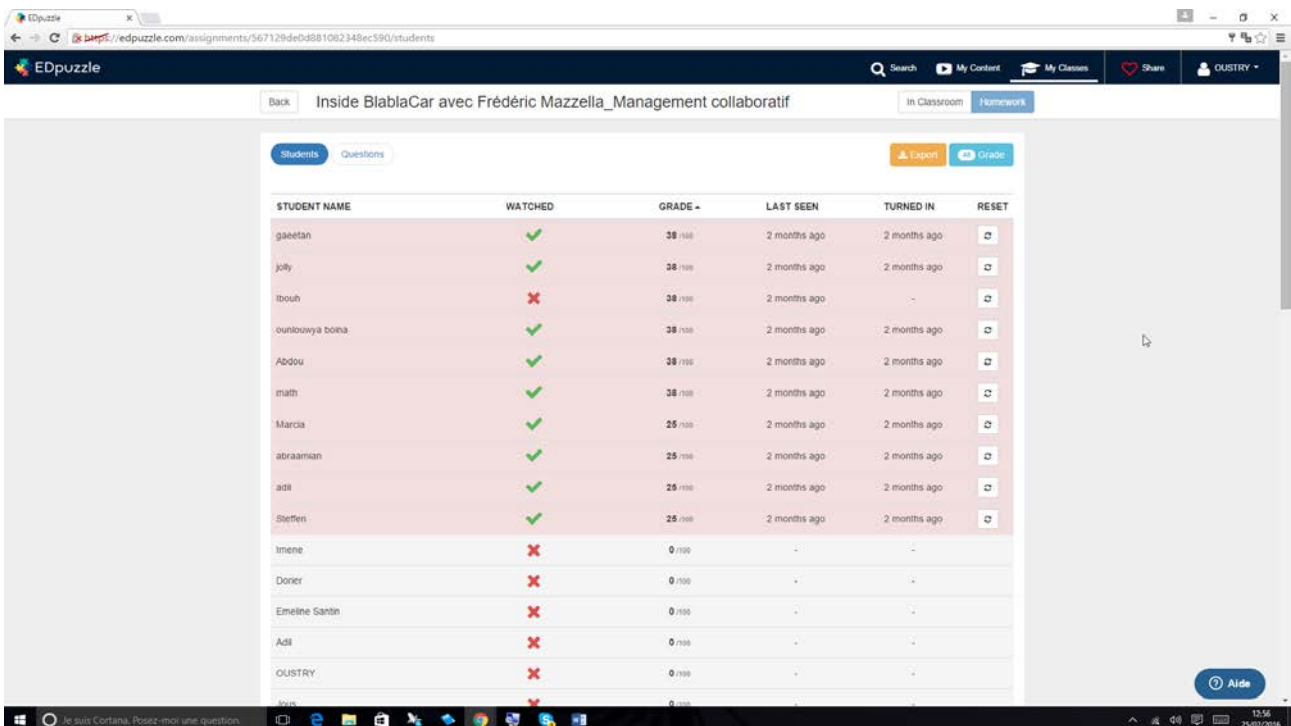 EDpuzzle
https://edpuzzle.com/assignments/567129de0d881082348ec590/students
EDpuzzle Search My Content My Classes Share OUSTRY
Back Inside BlablaCar avec Frédéric Mazzella_Management collaboratif In Classroom Homework
Students Questions Export Grade
STUDENT NAME WATCHED GRADE LAST SEEN TURNED IN RESET
gaeetan 38 /100 2 months ago 2 months ago
jolly 38 /100 2 months ago 2 months ago
Ibouh 38 /100 2 months ago -
ounlouwya boina 38 /100 2 months ago 2 months ago
Abdou 38 /100 2 months ago 2 months ago
math 38 /100 2 months ago 2 months ago
Marcia 25 /100 2 months ago 2 months ago
abraamian 25 /100 2 months ago 2 months ago
adil 25 /100 2 months ago 2 months ago
Steffen 25 /100 2 months ago 2 months ago
Imene 0 /100 - -
Dorier 0 /100 - -
Emeline Santin 0 /100 - -
Adil 0 /100 - -
OUSTRY 0 /100 - -
Aide
Je suis Cortana. Posez-moi une question.
12:56
25/02/2016